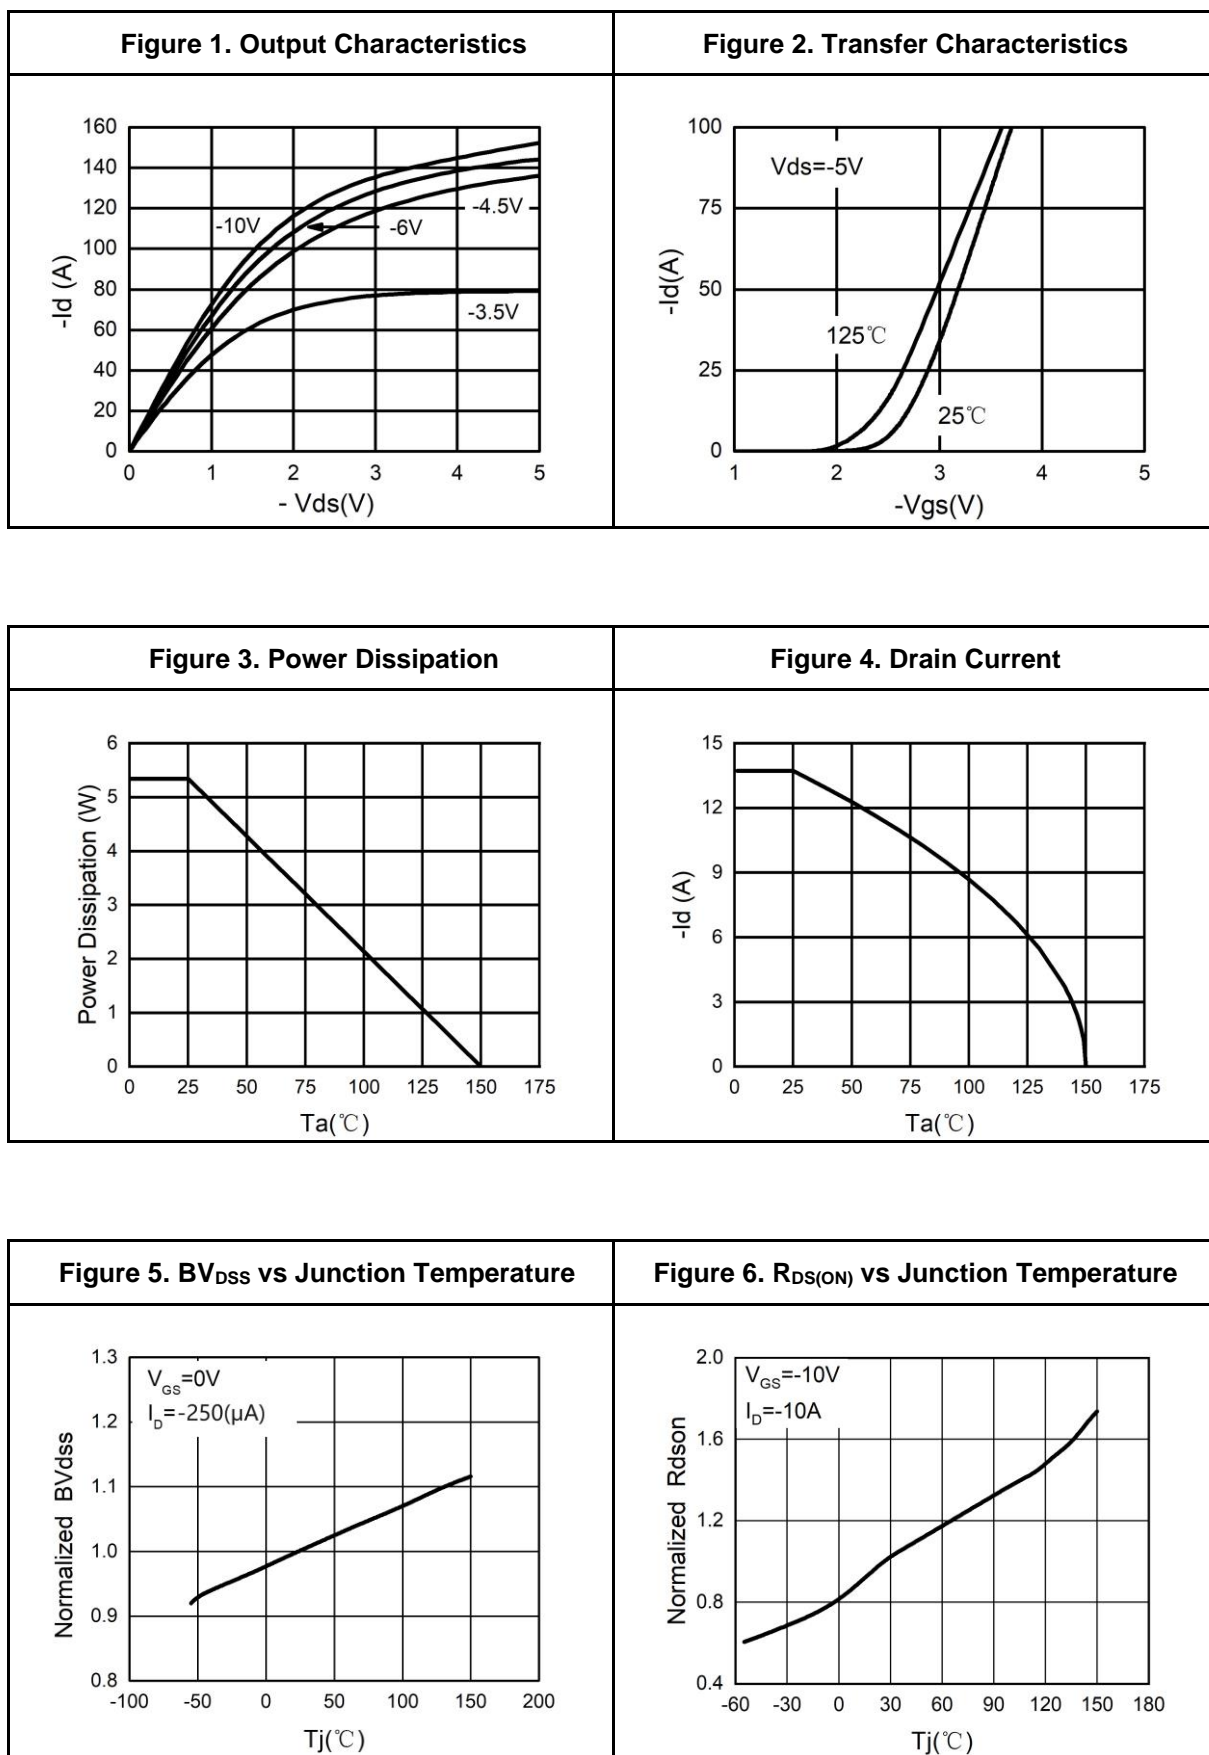 Figure 1. Output Characteristics
Figure 2. Transfer Characteristics
160
140
120
100
80
60
40
20
0
-Id (A)
-10V
-6V
-4.5V
-3.5V
0 1 2 3 4 5
- Vds(V)
100
75
50
25
0
-Id(A)
Vds=-5V
125℃
25℃
1 2 3 4 5
-Vgs(V)
Figure 3. Power Dissipation
Figure 4. Drain Current
6
5
4
3
2
1
0
Power Dissipation (W)
0 25 50 75 100 125 150 175
Ta(℃)
15
12
9
6
3
0
-Id (A)
0 25 50 75 100 125 150 175
Ta(℃)
Figure 5. BVDSS vs Junction Temperature
Figure 6. RDS(ON) vs Junction Temperature
1.3
1.2
1.1
1.0
0.9
0.8
Normalized BVdss
VGS=0V
ID=-250(μA)
-100 -50 0 50 100 150 200
Tj(℃)
2.0
1.6
1.2
0.8
0.4
Normalized Rdson
VGS=-10V
ID=-10A
-60 -30 0 30 60 90 120 150 180
Tj(℃)